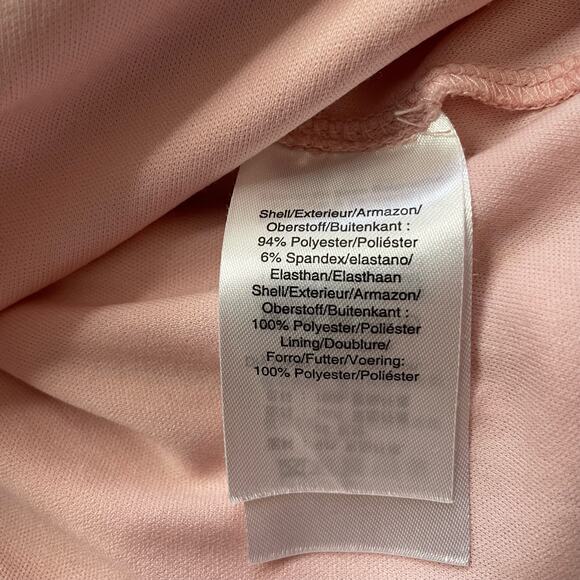 Shell/Exterieur/Armazon/
Oberstoff/Buitenkant :
94% Polyester/Poliéster
6% Spandex/elastano/
Elasthan/Elasthaan
Shell/Exterieur/Armazon/
Oberstoff/Buitenkant :
100% Polyester/Poliéster
Lining/Doublure/
Forro/Futter/Voering:
100% Polyester/Poliéster